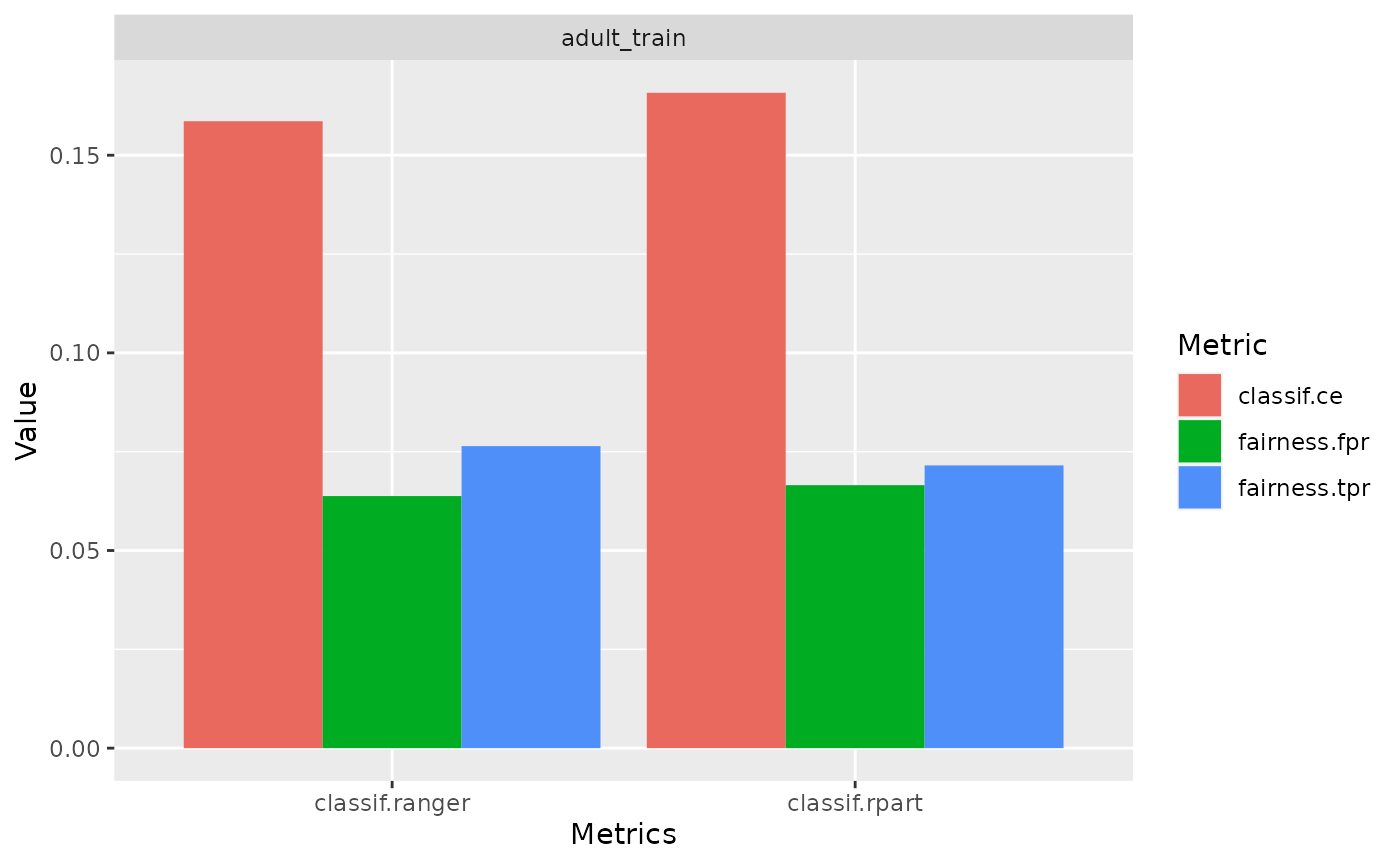 adult_train
0.15
0.10
0.05
0.00
Value
classif.ranger
classif.rpart
Metrics
Metric
classif.ce
fairness.fpr
fairness.tpr